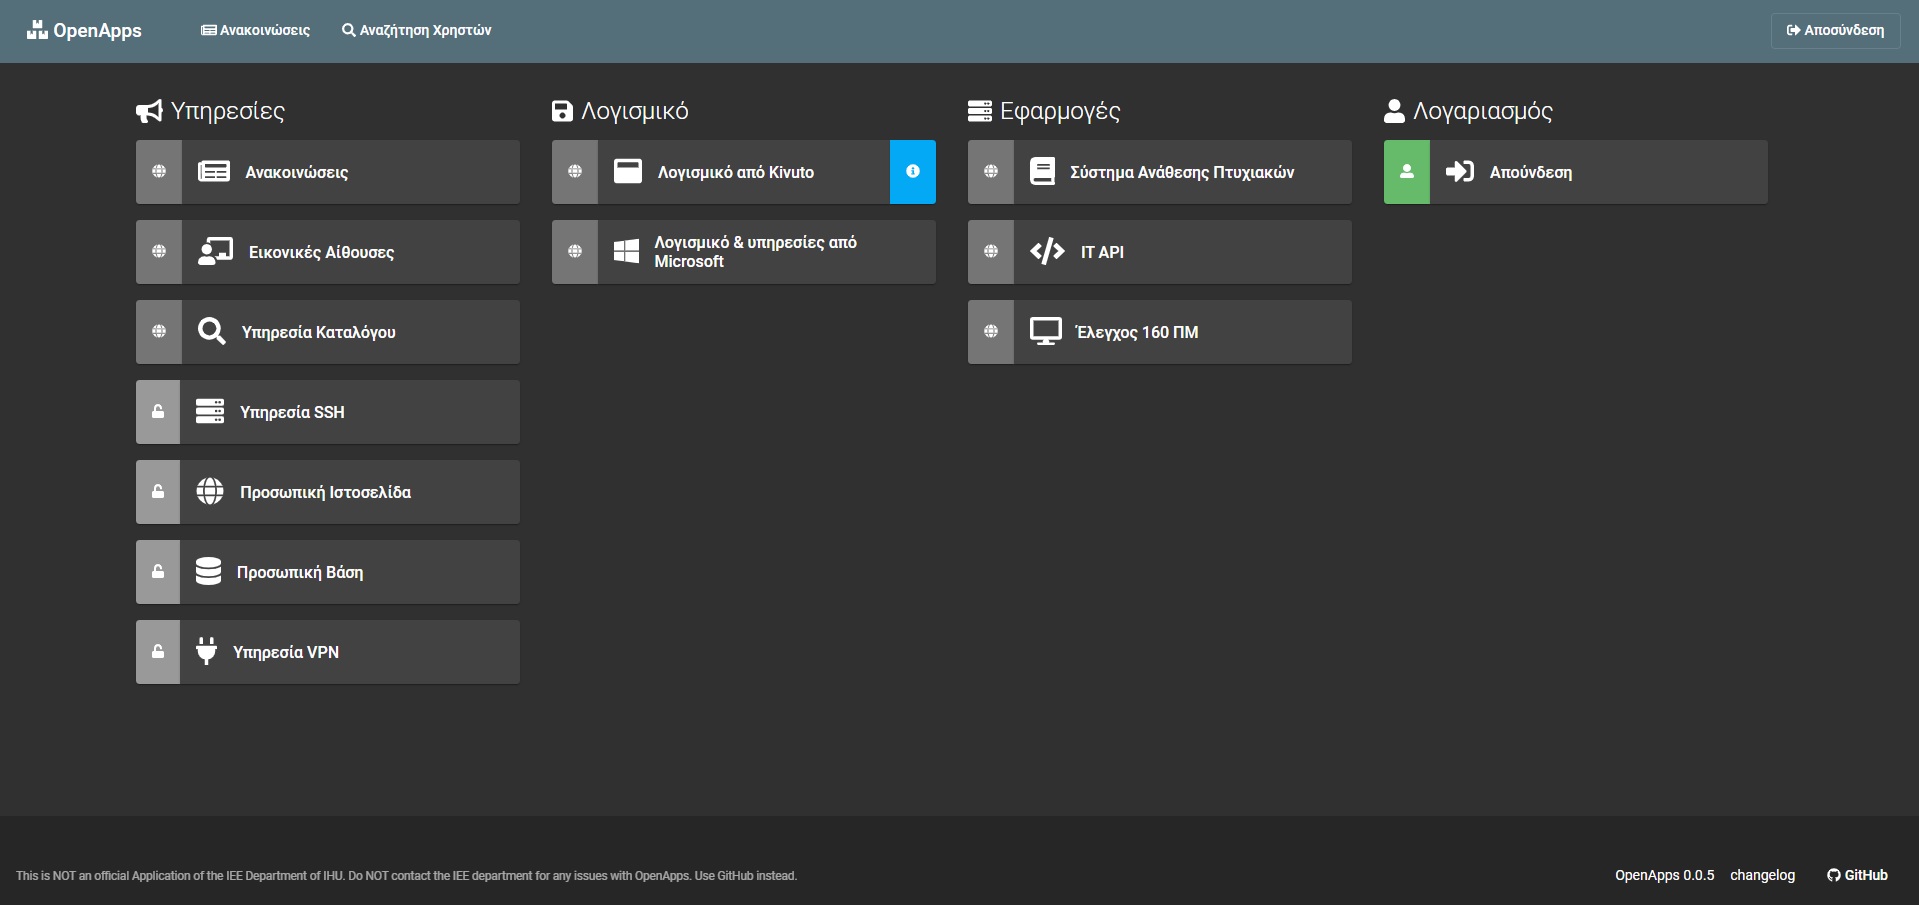 OpenApps
Ανακοινώσεις
Αναζήτηση Χρηστών
Αποσύνδεση
Υπηρεσίες
Ανακοινώσεις
Εικονικές Αίθουσες
Υπηρεσία Καταλόγου
Υπηρεσία SSH
Προσωπική Ιστοσελίδα
Προσωπική Βάση
Υπηρεσία VPN
Λογισμικό
Λογισμικό από Kivuto
Λογισμικό & υπηρεσίες από
Microsoft
Εφαρμογές
Σύστημα Ανάθεσης Πτυχιακών
IT API
Έλεγχος 160 ΠΜ
Λογαριασμός
Απούνδεση
This is NOT an official Application of the IEE Department of IHU. Do NOT contact the IEE department for any issues with OpenApps. Use GitHub instead.
OpenApps 0.0.5
changelog
GitHub